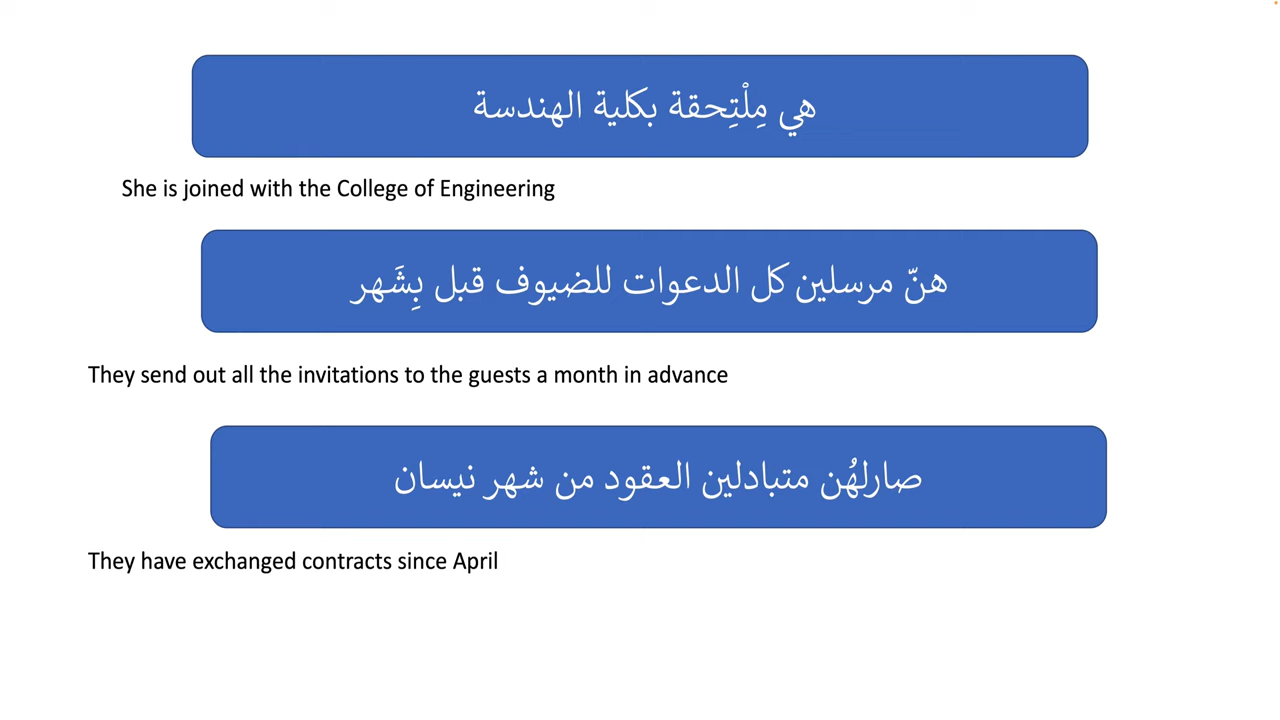 هي مِلْتِحقة بكلية الهندسة
She is joined with the College of Engineering
هنّ مرسلين كل الدعوات للضيوف قبل بِشَهر
They send out all the invitations to the guests a month in advance
صارلهُن متبادلين العقود من شهر نيسان
They have exchanged contracts since April